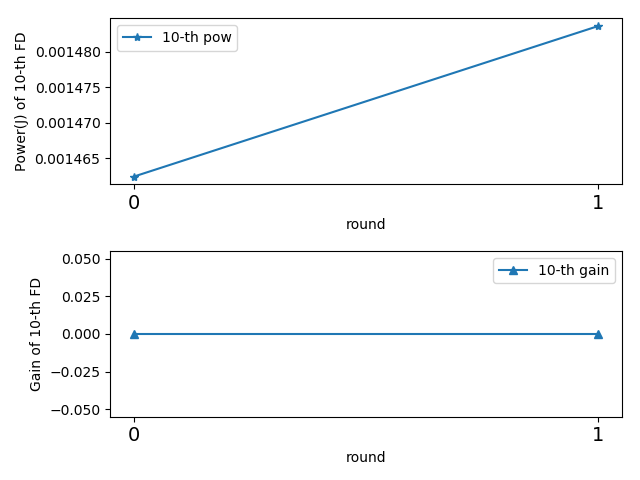 Power(J) of 10-th FD
0.001480
0.001475
0.001470
0.001465
10-th pow
0
1
round
Gain of 10-th FD
0.050
0.025
0.000
−0.025
−0.050
10-th gain
0
1
round